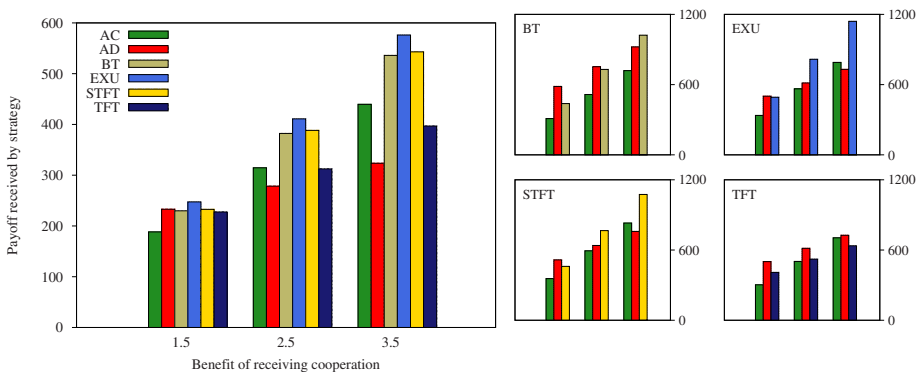 600
500
400
300
200
100
0
Payoff received by strategy
AC
AD
BT
EXU
STFT
TFT
1.5 2.5 3.5
Benefit of receiving cooperation
BT
1200
600
0
EXU
1200
600
0
STFT
1200
600
0
TFT
1200
600
0